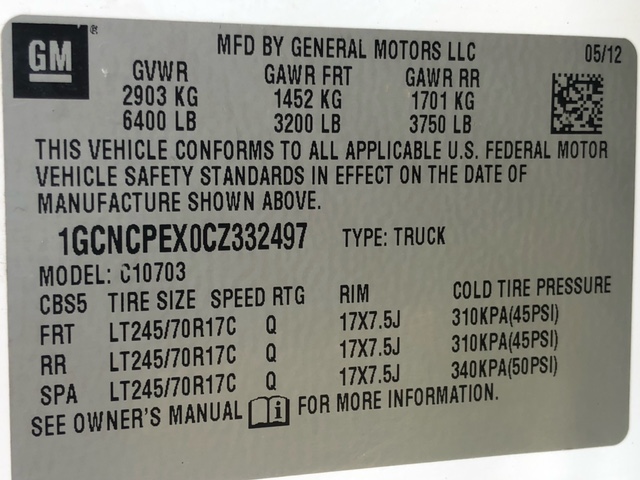 GM
MFD BY GENERAL MOTORS LLC 05/12
GVWR GAWR FRT GAWR RR
2903 KG 1452 KG 1701 KG
6400 LB 3200 LB 3750 LB
THIS VEHICLE CONFORMS TO ALL APPLICABLE U.S. FEDERAL MOTOR
VEHICLE SAFETY STANDARDS IN EFFECT ON THE DATE OF
MANUFACTURE SHOWN ABOVE.
1GCNCPEX0CZ332497 TYPE: TRUCK
MODEL: C10703
CBS5 TIRE SIZE SPEED RTG RIM COLD TIRE PRESSURE
FRT LT245/70R17C Q 17X7.5J 310KPA(45PSI)
RR LT245/70R17C Q 17X7.5J 310KPA(45PSI)
SPA LT245/70R17C Q 17X7.5J 340KPA(50PSI)
SEE OWNER'S MANUAL i FOR MORE INFORMATION.